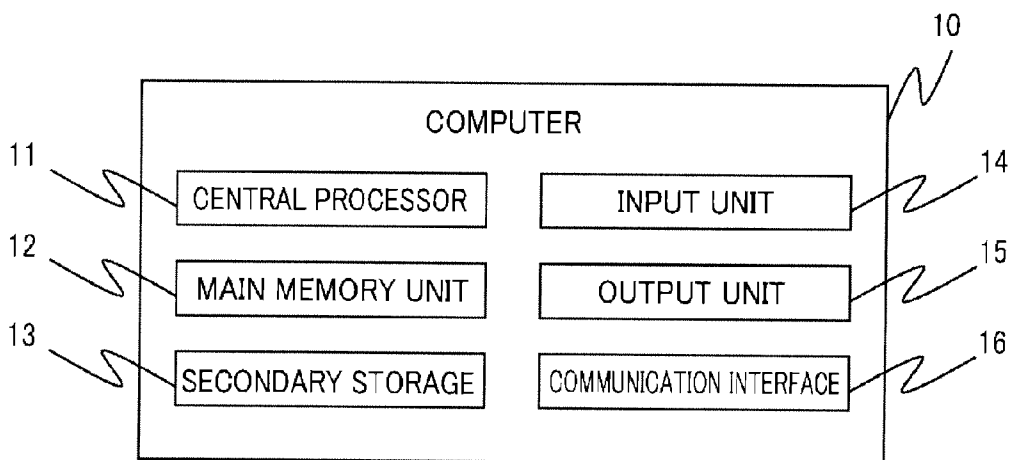 10
COMPUTER
11
CENTRAL PROCESSOR
INPUT UNIT
14
12
MAIN MEMORY UNIT
OUTPUT UNIT
15
13
SECONDARY STORAGE
COMMUNICATION INTERFACE
16